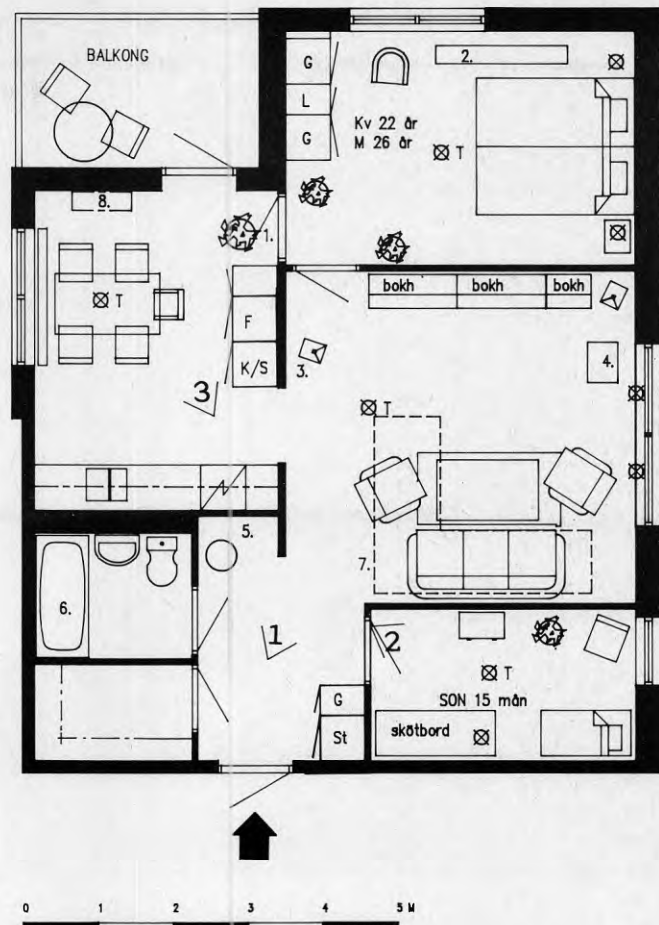 BALKONG
G
L
G
2.
Kv 22 år
M 26 år
T
8.
1.
T
F
K/S
3
bokh
bokh
bokh
3.
4.
T
5.
7.
6.
1
2
T
SON 15 mån
G
St
skötbord
0 1 2 3 4 5 M